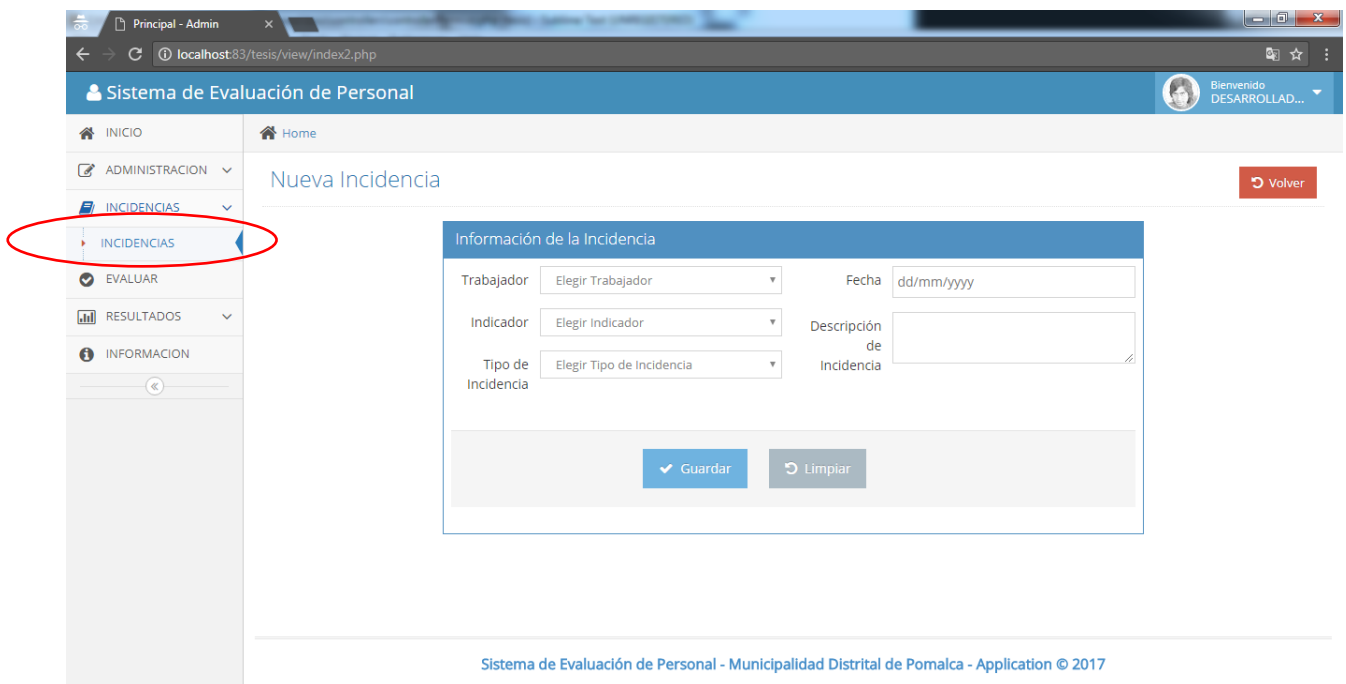 Principal - Admin
localhost:83/tesis/view/index2.php
Sistema de Evaluación de Personal
Bienvenido
DESARROLLAD...
INICIO
Home
ADMINISTRACION
Nueva Incidencia
Volver
INCIDENCIAS
INCIDENCIAS
EVALUAR
RESULTADOS
INFORMACION
Información de la Incidencia
Trabajador
Elegir Trabajador
Fecha
dd/mm/yyyy
Indicador
Elegir Indicador
Descripción
de
Incidencia
Tipo de
Incidencia
Elegir Tipo de Incidencia
Guardar
Limpiar
Sistema de Evaluación de Personal - Municipalidad Distrital de Pomalca - Application © 2017